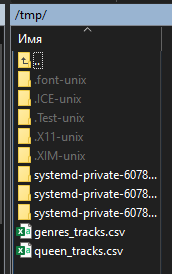 /tmp/
Имя
..
.font-unix
.ICE-unix
.Test-unix
.X11-unix
.XIM-unix
systemd-private-6078...
systemd-private-6078...
systemd-private-6078...
genres_tracks.csv
queen_tracks.csv